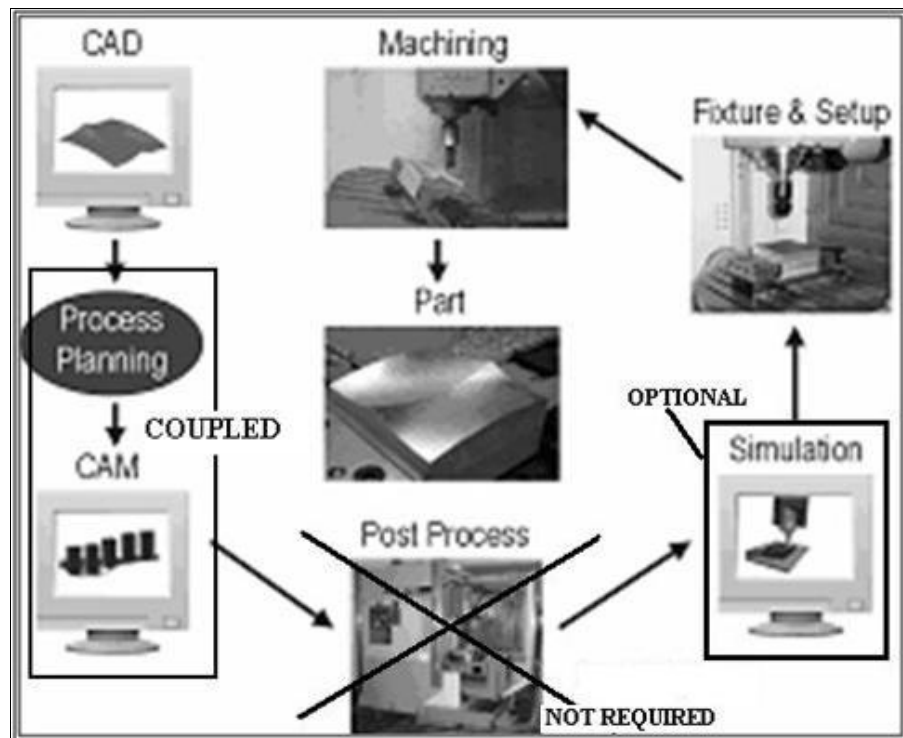 CAD
Machining
Fixture & Setup
Process
Planning
Part
COUPLED
OPTIONAL
CAM
Simulation
Post Process
NOT REQUIRED